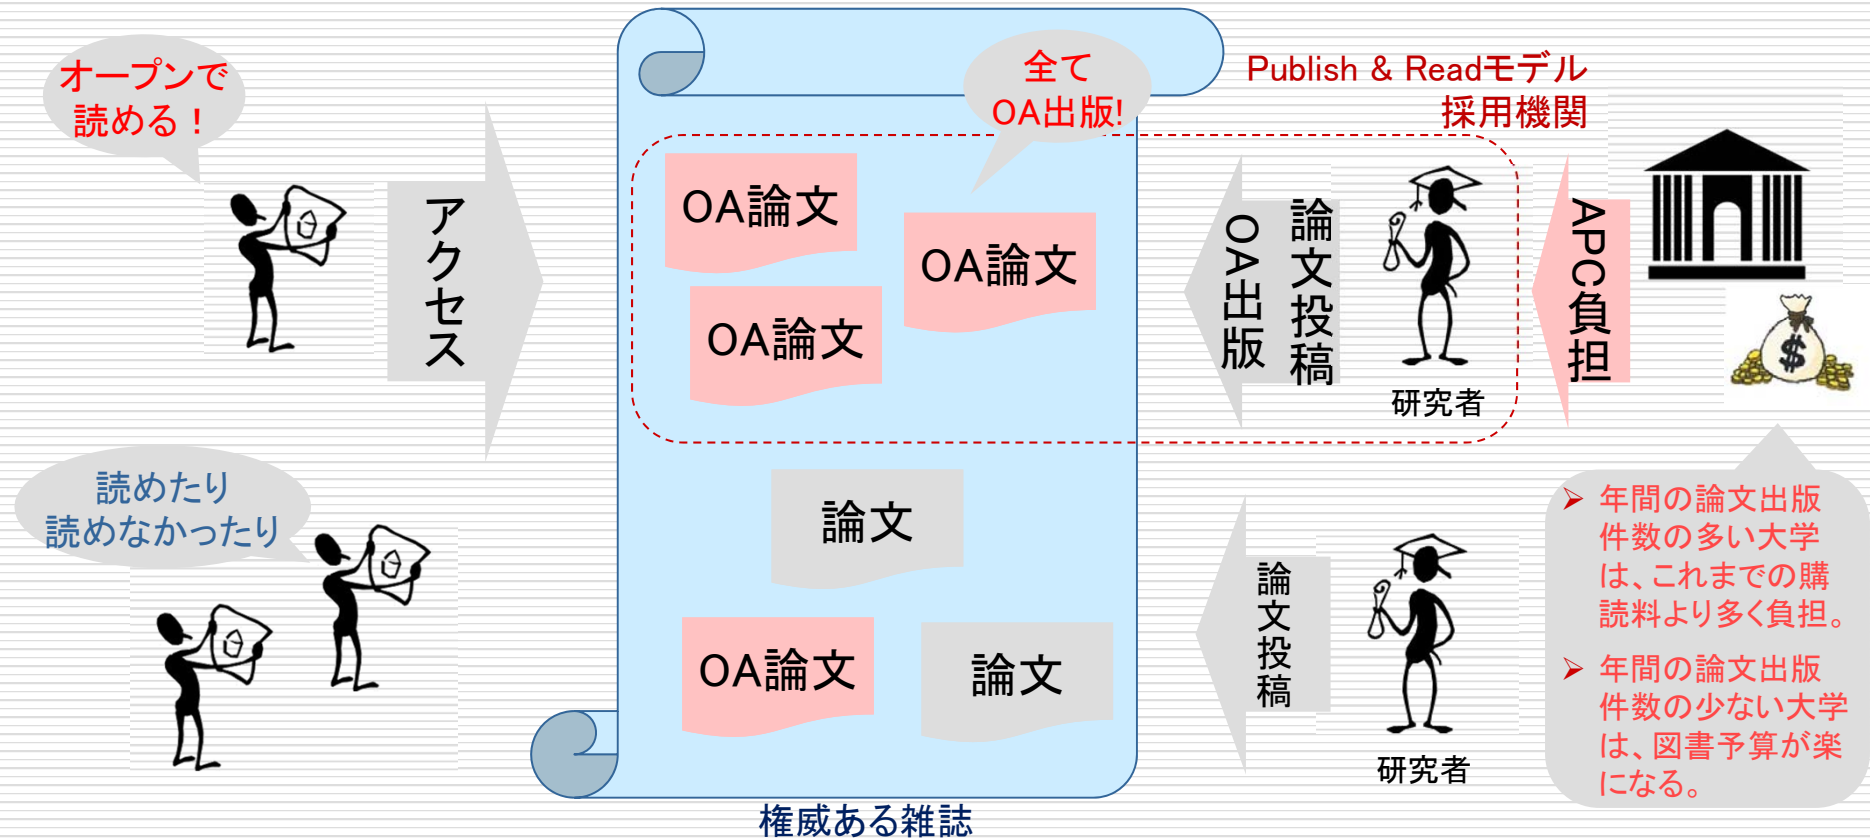 オープンで
読める！
アクセス
読めたり
読めなかったり
全て
OA出版!
OA論文
OA論文
OA論文
論文
OA論文
論文
権威ある雑誌
Publish & Readモデル
採用機関
論文投稿
OA出版
研究者
APC負担
論文投稿
研究者
➢ 年間の論文出版
件数の多い大学
は、これまでの購
読料より多く負担。
➢ 年間の論文出版
件数の少ない大学
は、図書予算が楽
になる。
$